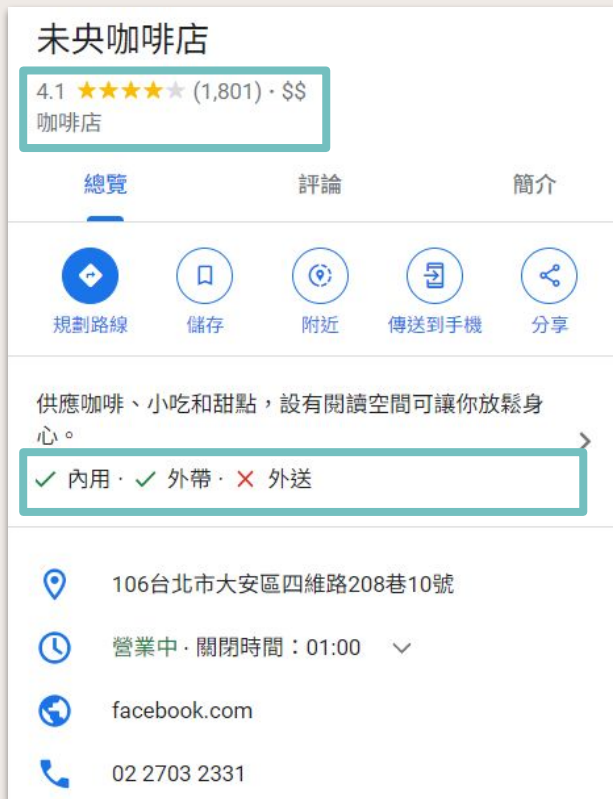 未央咖啡店
4.1 ★★★★★ (1,801) · $$
咖啡店
總覽 評論 簡介
規劃路線 儲存 附近 傳送到手機 分享
供應咖啡、小吃和甜點，設有閱讀空間可讓你放鬆身
心。
✓ 內用 · ✓ 外帶 · ✕ 外送
106台北市大安區四維路208巷10號
營業中 · 關閉時間：01:00
facebook.com
02 2703 2331